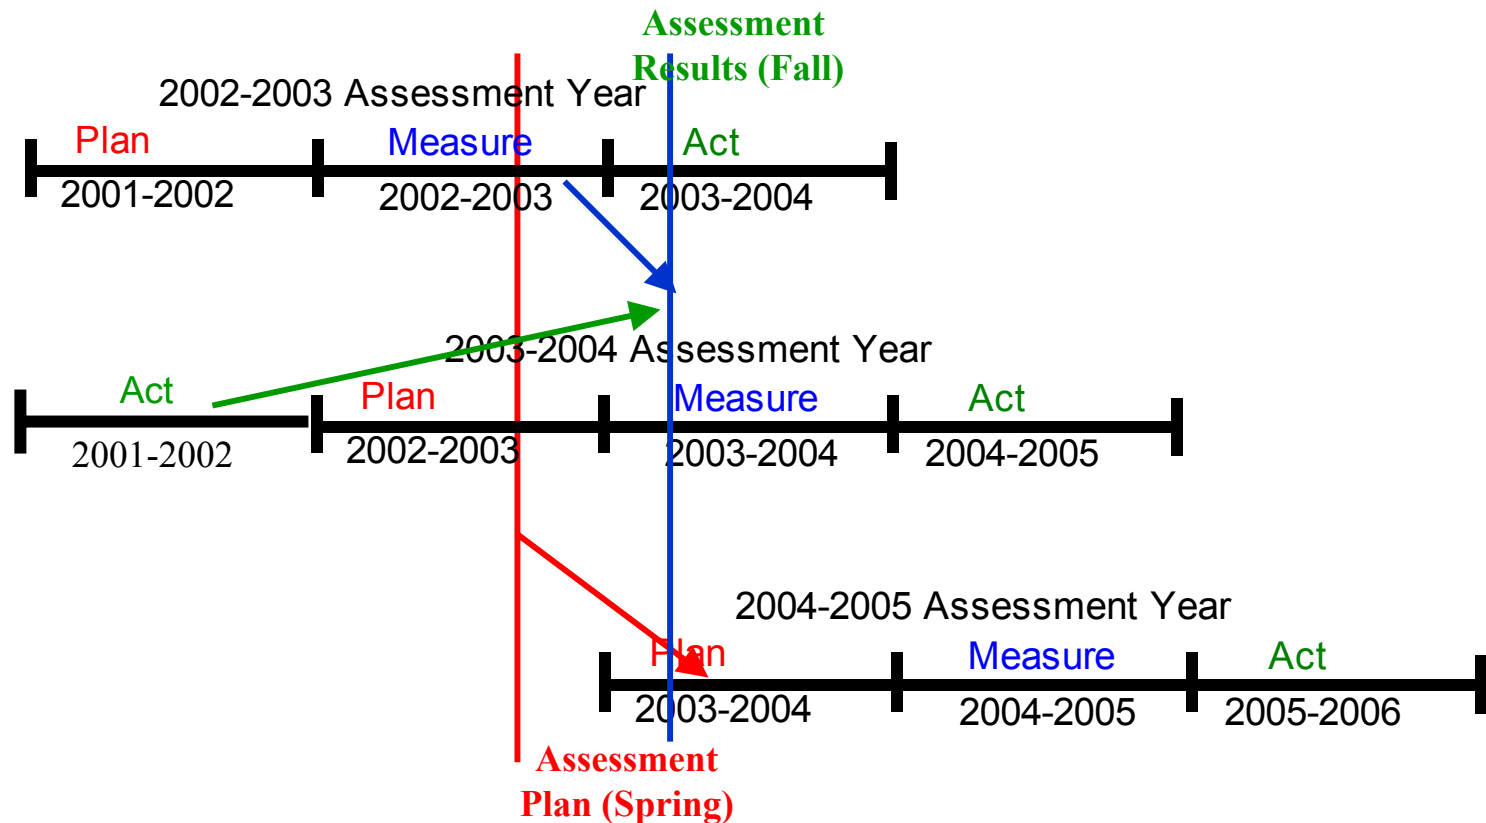 Assessment
Results (Fall)
2002-2003 Assessment Year
Plan
Measure
Act
2001-2002
2002-2003
2003-2004
2003-2004 Assessment Year
Act
Plan
Measure
Act
2001-2002
2002-2003
2003-2004
2004-2005
2004-2005 Assessment Year
Plan
Measure
Act
2003-2004
2004-2005
2005-2006
Assessment
Plan (Spring)